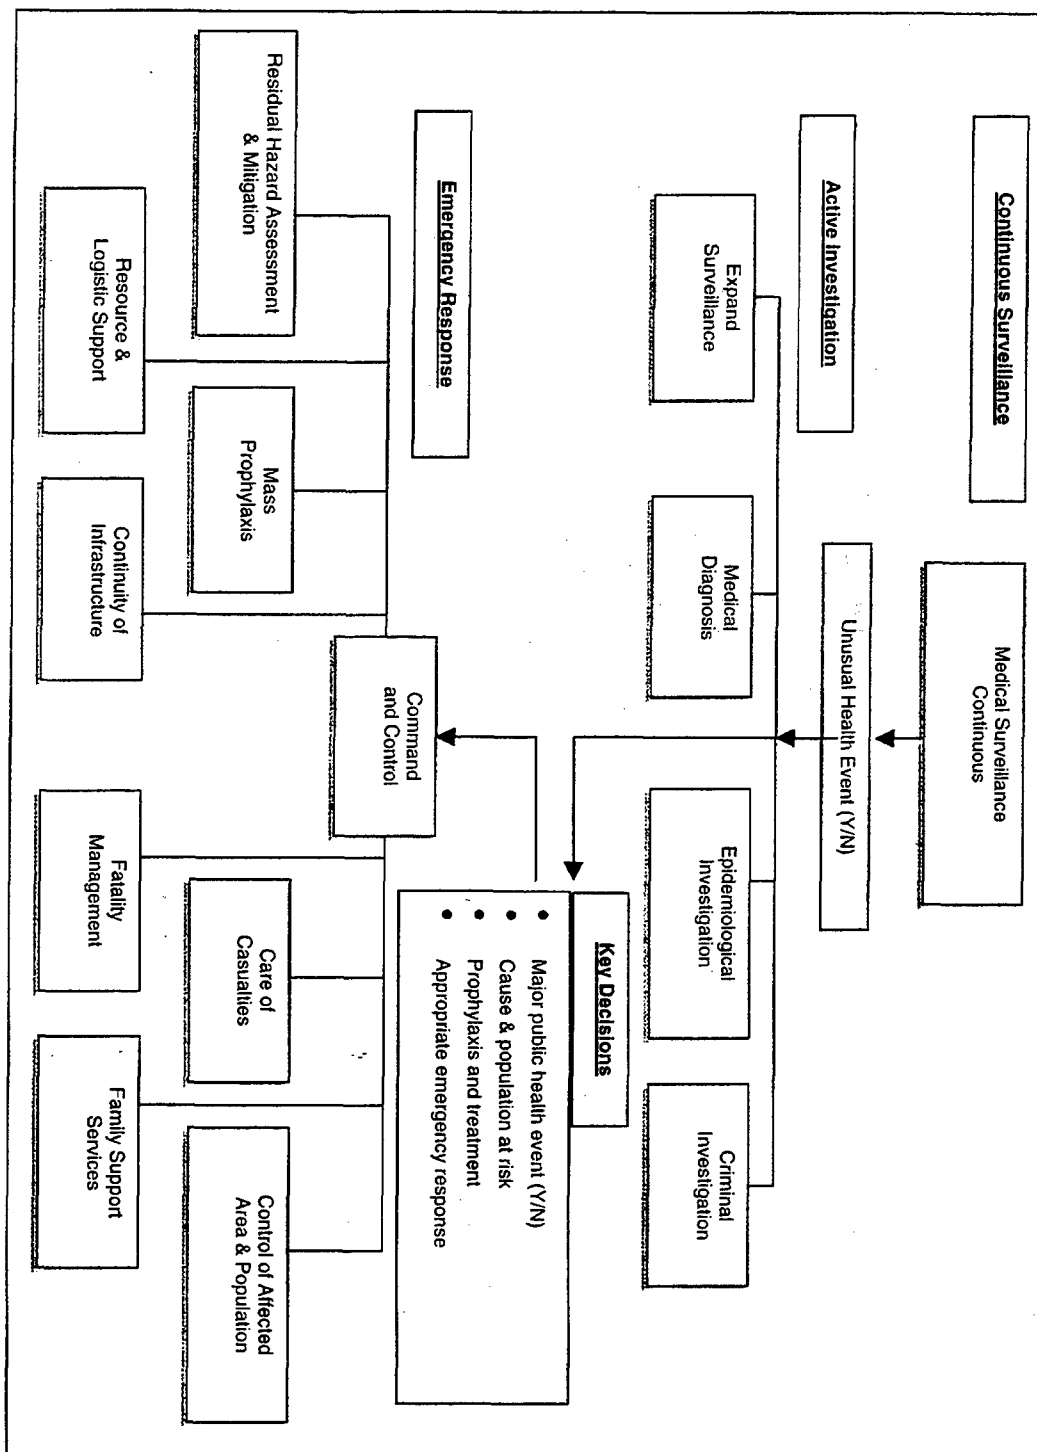 Continuous Surveillance
Medical Surveillance
Continuous
Unusual Health Event (Y/N)
Active Investigation
Expand
Surveillance
Medical
Diagnosis
Epidemiological
Investigation
Criminal
Investigation
Key Decisions
• Major public health event (Y/N)
• Cause & population at risk
• Prophylaxis and treatment
• Appropriate emergency response
Emergency Response
Command
and Control
Residual Hazard Assessment
& Mitigation
Mass
Prophylaxis
Care of
Casualties
Control of Affected
Area & Population
Resource &
Logistic Support
Continuity of
Infrastructure
Fatality
Management
Family Support
Services